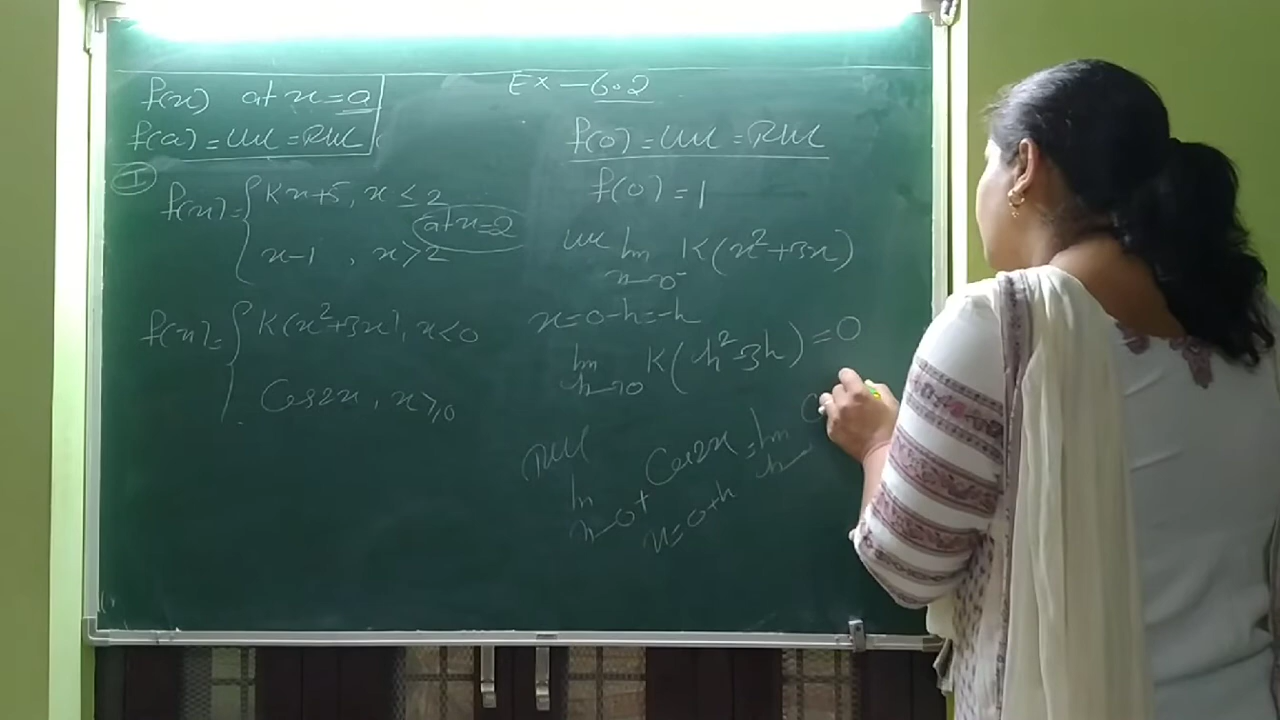 f(x) at x=a
f(a)=LHL=RHL
Ex-6.2
I
f(x)={Kx+5, x≤2
at x=2
x-1, x>2
f(x)={K(x²+3x), x<0
Cos2x, x≥0
f(0)=LHL=RHL
f(0)=1
LHL lim x→0⁻ K(x²+3x)
x=0-h=-h
lim h→0 K(h²-3h)=0
RHL
lim x→0⁺ Cos2x = lim h→
x=0+h